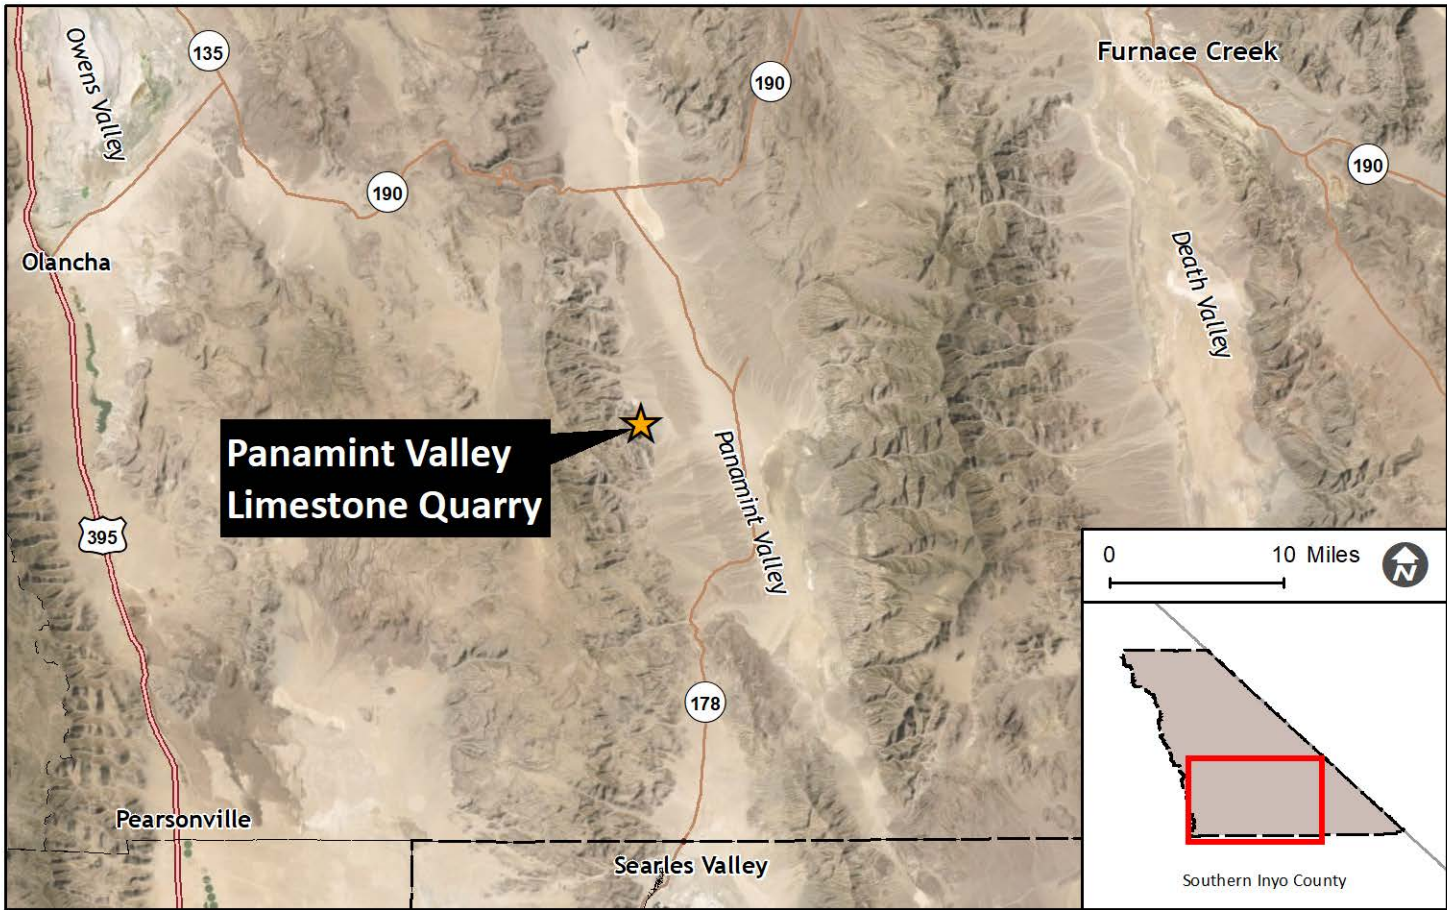 Owens Valley
135
190
Furnace Creek
190
190
Olancha
Death Valley
Panamint Valley
Limestone Quarry
Panamint Valley
395
178
Pearsonville
Searles Valley
0 10 Miles
N
Southern Inyo County